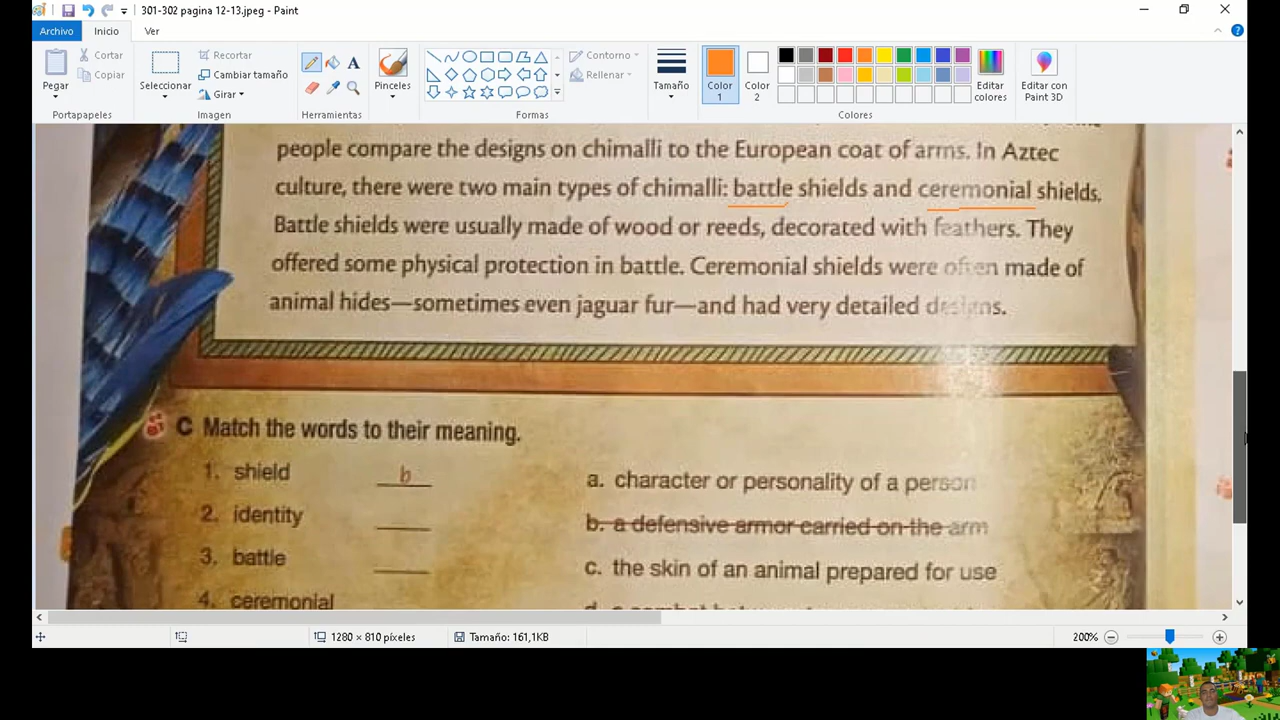 301-302 pagina 12-13.jpeg - Paint
Archivo Inicio Ver
Pegar
Cortar
Copiar
Portapapeles
Seleccionar
Recortar
Cambiar tamaño
Girar
Imagen
A
Herramientas
Pinceles
Contorno
Rellenar
Formas
Tamaño
Color 1
Color 2
Editar colores
Colores
Editar con Paint 3D
people compare the designs on chimalli to the European coat of arms. In Aztec
culture, there were two main types of chimalli: battle shields and ceremonial shields.
Battle shields were usually made of wood or reeds, decorated with feathers. They
offered some physical protection in battle. Ceremonial shields were often made of
animal hides—sometimes even jaguar fur—and had very detailed designs.
C Match the words to their meaning.
1. shield b
2. identity
3. battle
4. ceremonial
a. character or personality of a person
b. a defensive armor carried on the arm
c. the skin of an animal prepared for use
1280 × 810 píxeles
Tamaño: 161,1KB
200%